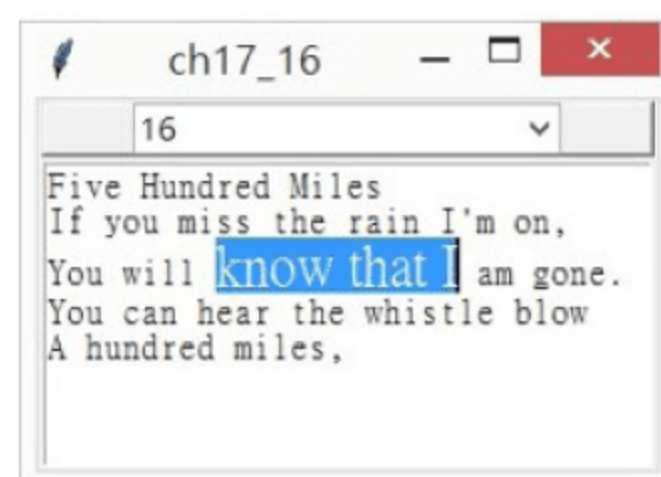 ch17_16
16
Five Hundred Miles
If you miss the rain I'm on,
You will know that I am gone.
You can hear the whistle blow
A hundred miles,